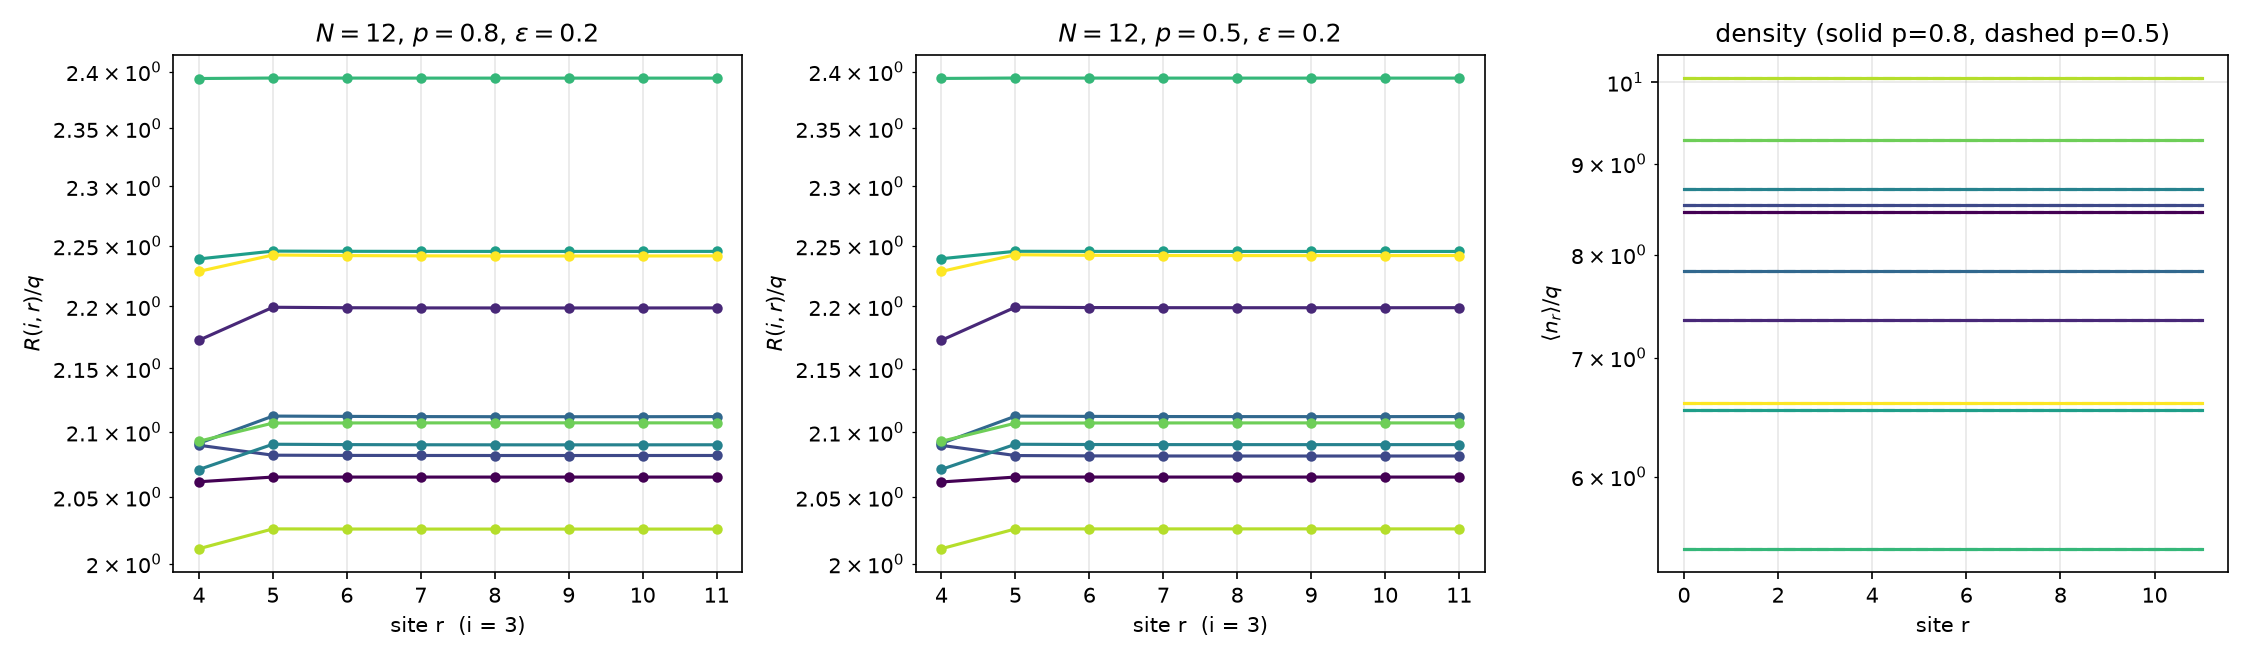 N = 12, p = 0.8, ε = 0.2
R(i, r)/q
2.4 × 10⁰
2.35 × 10⁰
2.3 × 10⁰
2.25 × 10⁰
2.2 × 10⁰
2.15 × 10⁰
2.1 × 10⁰
2.05 × 10⁰
2 × 10⁰
4 5 6 7 8 9 10 11
site r (i = 3)
N = 12, p = 0.5, ε = 0.2
R(i, r)/q
2.4 × 10⁰
2.35 × 10⁰
2.3 × 10⁰
2.25 × 10⁰
2.2 × 10⁰
2.15 × 10⁰
2.1 × 10⁰
2.05 × 10⁰
2 × 10⁰
4 5 6 7 8 9 10 11
site r (i = 3)
density (solid p=0.8, dashed p=0.5)
⟨nᵣ⟩/q
10¹
9 × 10⁰
8 × 10⁰
7 × 10⁰
6 × 10⁰
0 2 4 6 8 10
site r